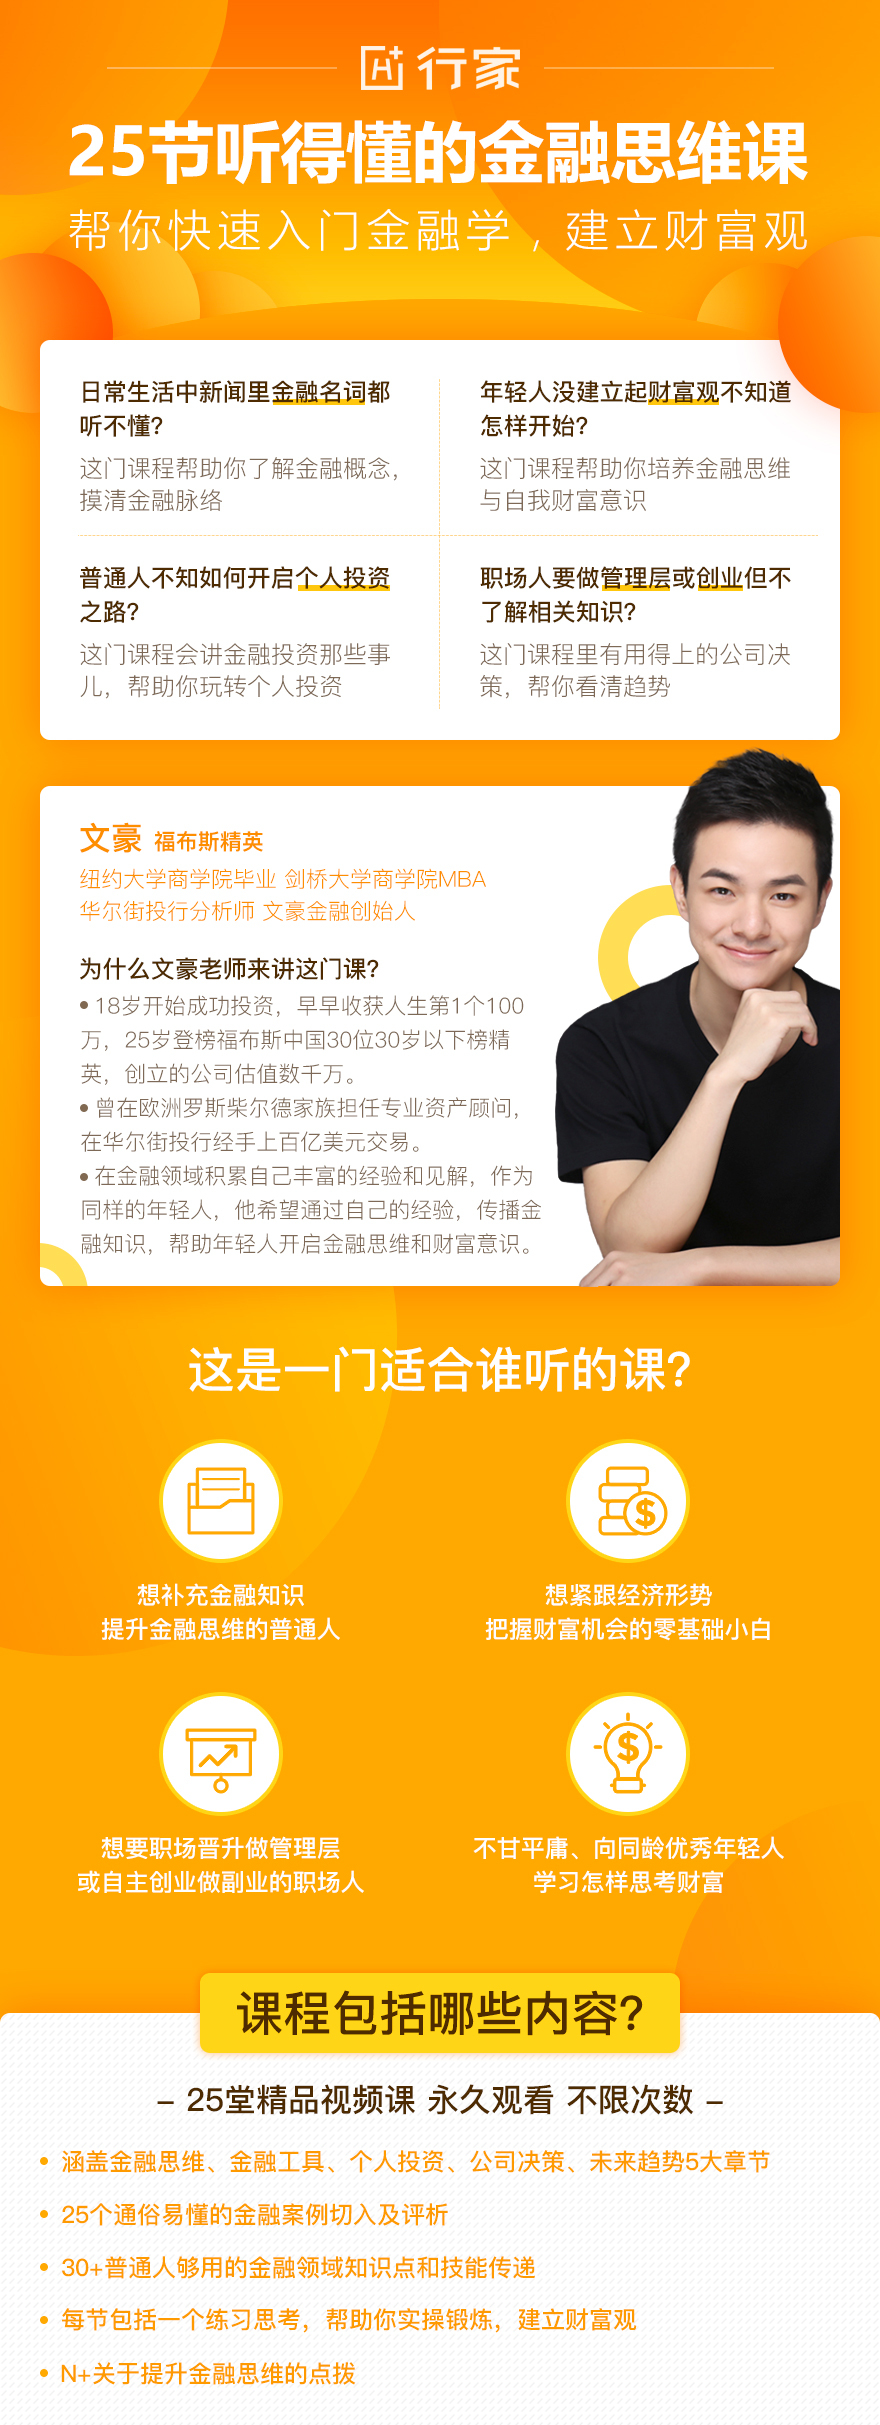 行家
25节听得懂的金融思维课
帮你快速入门金融学，建立财富观
日常生活中新闻里金融名词都
听不懂?
这门课程帮助你了解金融概念，
摸清金融脉络
年轻人没建立起财富观不知道
怎样开始?
这门课程帮助你培养金融思维
与自我财富意识
普通人不知如何开启个人投资
之路?
这门课程会讲金融投资那些事
儿，帮助你玩转个人投资
职场人要做管理层或创业但不
了解相关知识?
这门课程里有用得上的公司决
策，帮你看清趋势
文豪 福布斯精英
纽约大学商学院毕业 剑桥大学商学院MBA
华尔街投行分析师 文豪金融创始人
为什么文豪老师来讲这门课?
• 18岁开始成功投资，早早收获人生第1个100
万，25岁登榜福布斯中国30位30岁以下榜精
英，创立的公司估值数千万。
• 曾在欧洲罗斯柴尔德家族担任专业资产顾问，
在华尔街投行经手上百亿美元交易。
• 在金融领域积累自己丰富的经验和见解，作为
同样的年轻人，他希望通过自己的经验，传播金
融知识，帮助年轻人开启金融思维和财富意识。
这是一门适合谁听的课?
想补充金融知识
提升金融思维的普通人
想紧跟经济形势
把握财富机会的零基础小白
想要职场晋升做管理层
或自主创业做副业的职场人
不甘平庸、向同龄优秀年轻人
学习怎样思考财富
课程包括哪些内容?
– 25堂精品视频课 永久观看 不限次数 –
• 涵盖金融思维、金融工具、个人投资、公司决策、未来趋势5大章节
• 25个通俗易懂的金融案例切入及评析
• 30+普通人够用的金融领域知识点和技能传递
• 每节包括一个练习思考，帮助你实操锻炼，建立财富观
• N+关于提升金融思维的点拨